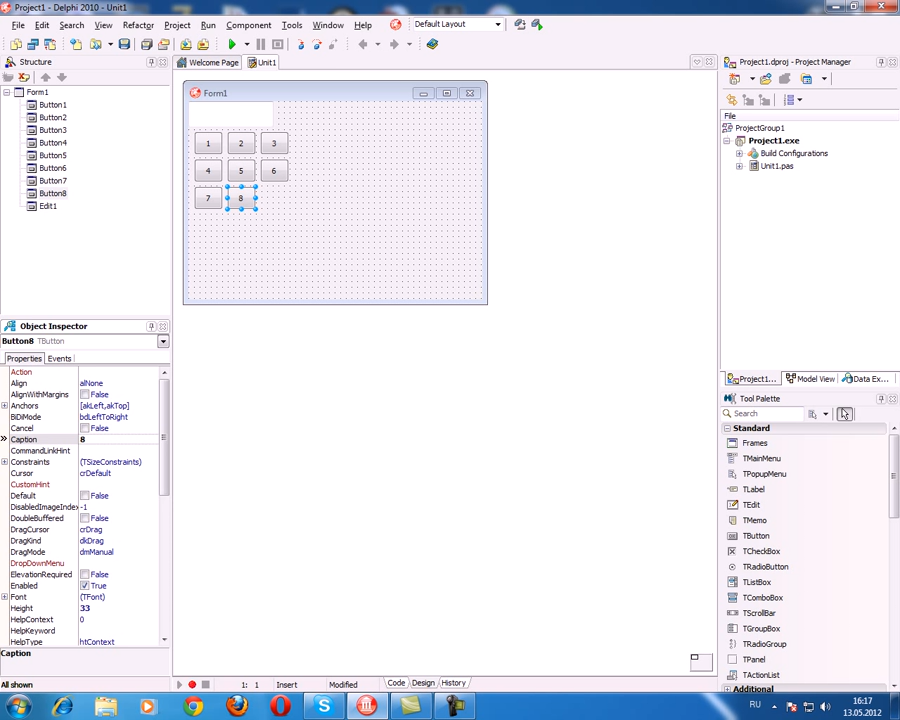 Project1 - Delphi 2010 - Unit1
File Edit Search View Refactor Project Run Component Tools Window Help Default Layout
Structure
Welcome Page Unit1
Form1
Button1
Button2
Button3
Button4
Button5
Button6
Button7
Button8
Edit1
Form1
1 2 3
4 5 6
7 8
Object Inspector
Button8 TButton
Properties Events
Action
Align alNone
AlignWithMargins False
Anchors [akLeft,akTop]
BiDiMode bdLeftToRight
Cancel False
Caption 8
CommandLinkHint
Constraints (TSizeConstraints)
Cursor crDefault
CustomHint
Default False
DisabledImageIndex -1
DoubleBuffered False
DragCursor crDrag
DragKind dkDrag
DragMode dmManual
DropDownMenu
ElevationRequired False
Enabled True
Font (TFont)
Height 33
HelpContext 0
HelpKeyword
HelpType htContext
Caption
All shown
1: 1 Insert Modified Code Design History
Project1.dproj - Project Manager
File
ProjectGroup1
Project1.exe
Build Configurations
Unit1.pas
Project1... Model View Data Ex...
Tool Palette
Search
Standard
Frames
TMainMenu
TPopupMenu
TLabel
TEdit
TMemo
TButton
TCheckBox
TRadioButton
TListBox
TComboBox
TScrollBar
TGroupBox
TRadioGroup
TPanel
TActionList
Additional
RU 16:17
13.05.2012